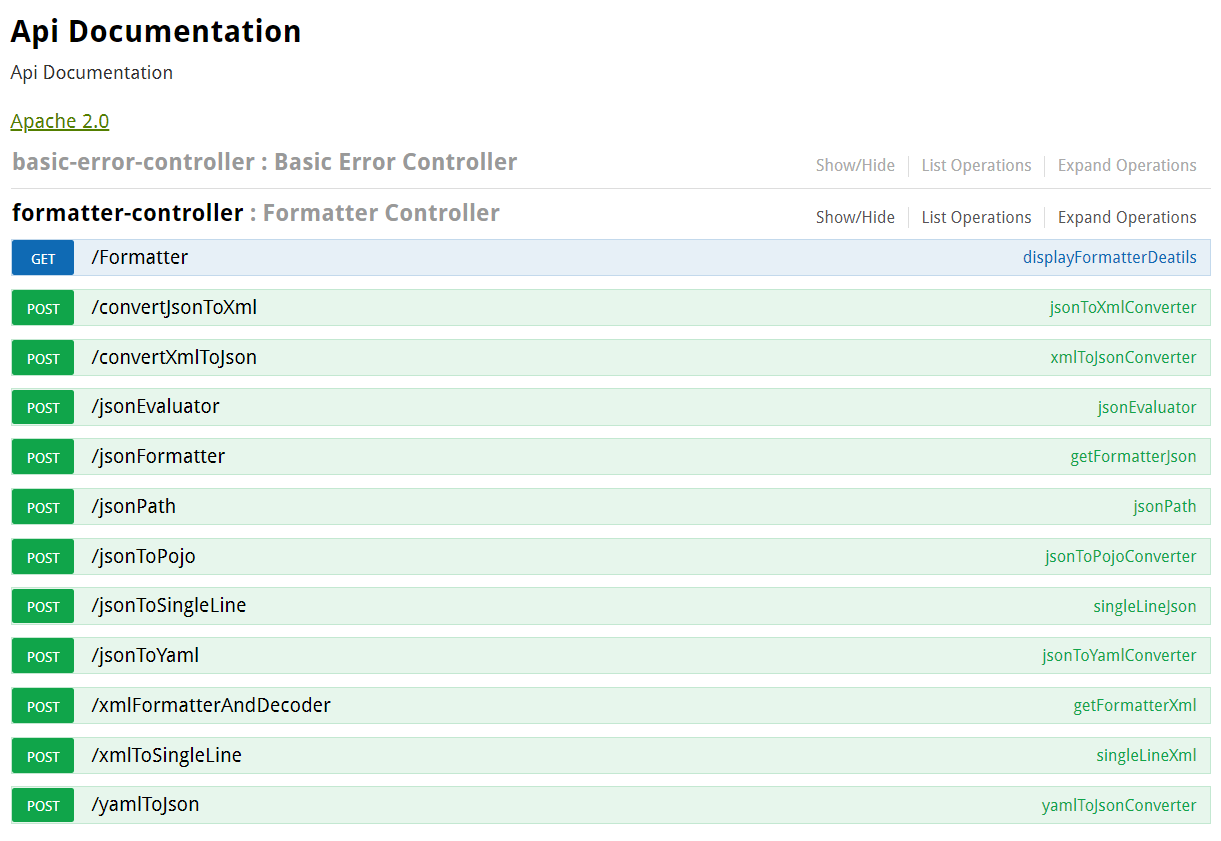 Api Documentation
Api Documentation
Apache 2.0
basic-error-controller : Basic Error Controller Show/Hide List Operations Expand Operations
formatter-controller : Formatter Controller Show/Hide List Operations Expand Operations
GET /Formatter displayFormatterDeatils
POST /convertJsonToXml jsonToXmlConverter
POST /convertXmlToJson xmlToJsonConverter
POST /jsonEvaluator jsonEvaluator
POST /jsonFormatter getFormatterJson
POST /jsonPath jsonPath
POST /jsonToPojo jsonToPojoConverter
POST /jsonToSingleLine singleLineJson
POST /jsonToYaml jsonToYamlConverter
POST /xmlFormatterAndDecoder getFormatterXml
POST /xmlToSingleLine singleLineXml
POST /yamlToJson yamlToJsonConverter